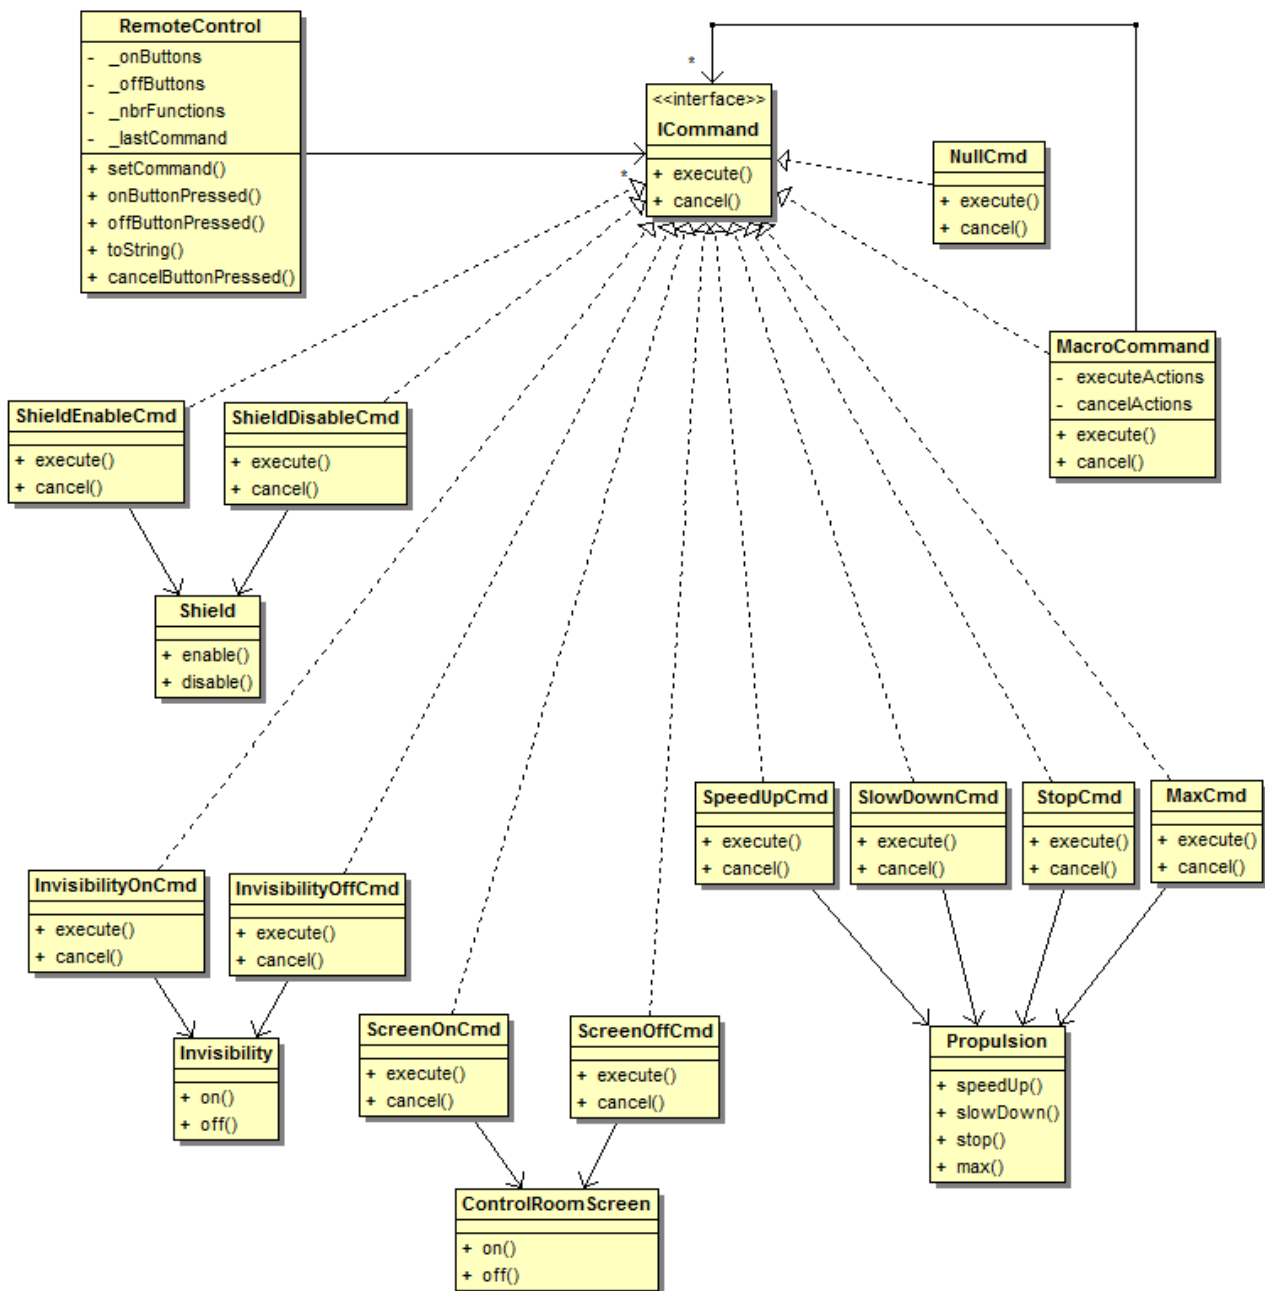 RemoteControl
- _onButtons
- _offButtons
- _nbrFunctions
- _lastCommand
+ setCommand()
+ onButtonPressed()
+ offButtonPressed()
+ toString()
+ cancelButtonPressed()
*
*
<<interface>>
ICommand
+ execute()
+ cancel()
NullCmd
+ execute()
+ cancel()
MacroCommand
- executeActions
- cancelActions
+ execute()
+ cancel()
ShieldEnableCmd
+ execute()
+ cancel()
ShieldDisableCmd
+ execute()
+ cancel()
Shield
+ enable()
+ disable()
SpeedUpCmd
+ execute()
+ cancel()
SlowDownCmd
+ execute()
+ cancel()
StopCmd
+ execute()
+ cancel()
MaxCmd
+ execute()
+ cancel()
InvisibilityOnCmd
+ execute()
+ cancel()
InvisibilityOffCmd
+ execute()
+ cancel()
ScreenOnCmd
+ execute()
+ cancel()
ScreenOffCmd
+ execute()
+ cancel()
Invisibility
+ on()
+ off()
Propulsion
+ speedUp()
+ slowDown()
+ stop()
+ max()
ControlRoomScreen
+ on()
+ off()